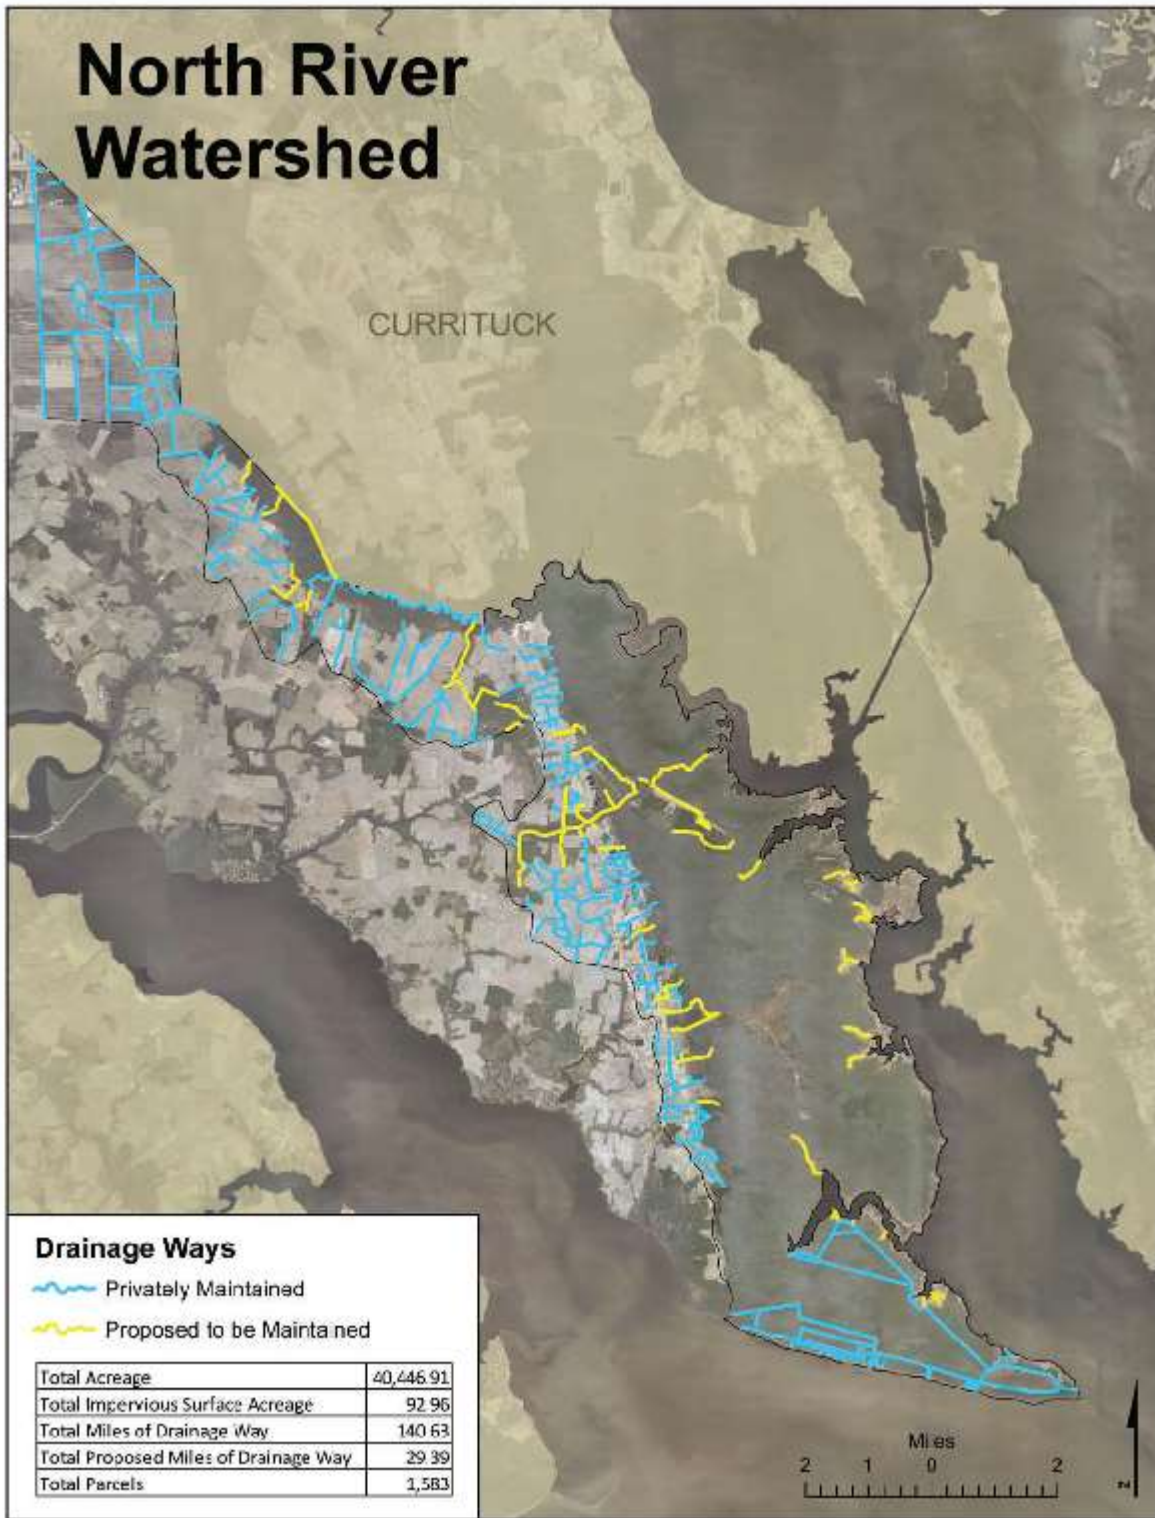 North River
Watershed
CURRITUCK
Drainage Ways
Privately Maintained
Proposed to be Maintained
Total Acreage 40,446.91
Total Impervious Surface Acreage 92.96
Total Miles of Drainage Way 140.63
Total Proposed Miles of Drainage Way 29.39
Total Parcels 1,583
Miles
2 1 0 2
N